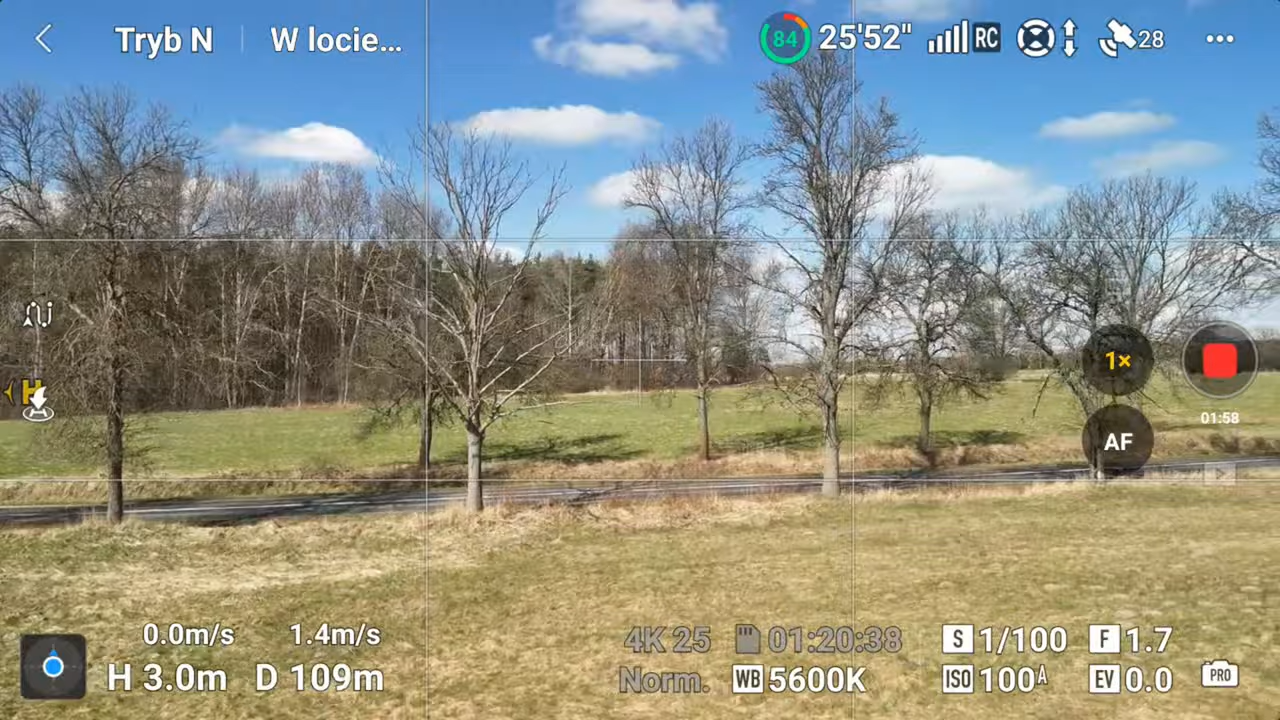 Tryb N
W locie...
84
25'52"
RC
28
H
1×
01:58
AF
0.0m/s
1.4m/s
H 3.0m
D 109m
4K 25
01:20:38
S 1/100
F 1.7
Norm.
WB 5600K
ISO 100A
EV 0.0
PRO